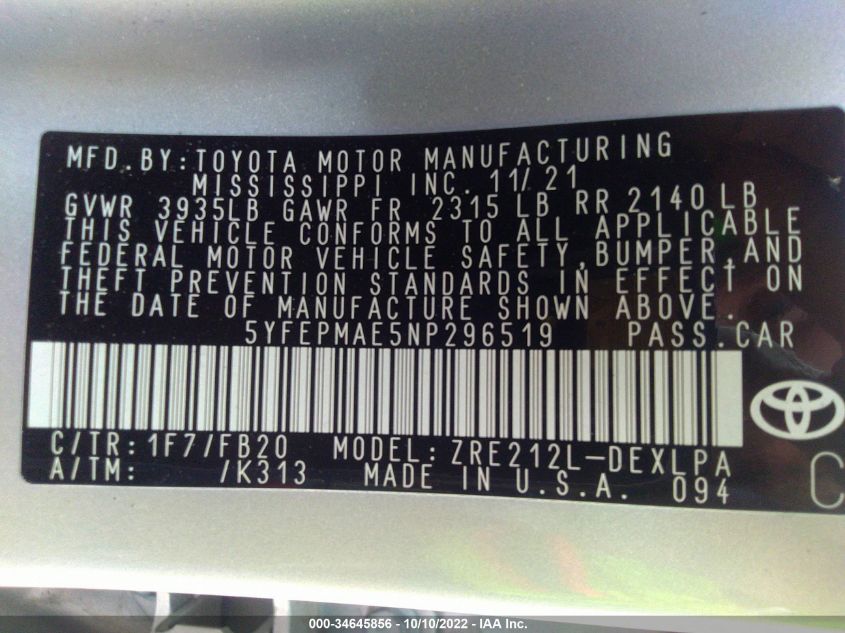 MFD.BY:TOYOTA MOTOR MANUFACTURING
MISSISSIPPI INC. 11/21
GVWR 3935LB GAWR FR 2315 LB RR 2140 LB
THIS VEHICLE CONFORMS TO ALL APPLICABLE
FEDERAL MOTOR VEHICLE SAFETY, BUMPER, AND
THEFT PREVENTION STANDARDS IN EFFECT ON
THE DATE OF MANUFACTURE SHOWN ABOVE.
5YFEPMAE5NP296519 PASS.CAR
C/TR: 1F7/FB20 MODEL: ZRE212L-DEXLPA
A/TM: /K313 MADE IN U.S.A. 094
C
000-34645856 - 10/10/2022 - IAA Inc.